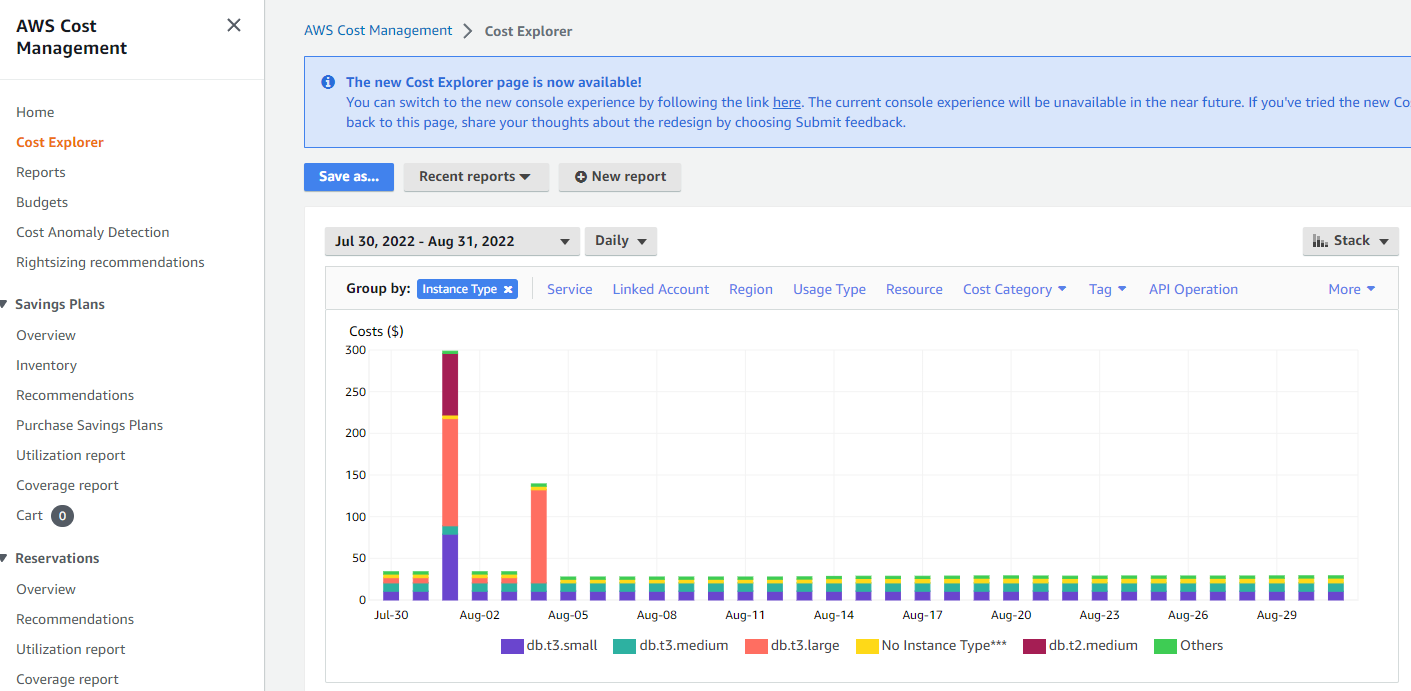 AWS Cost
Management
Home
Cost Explorer
Reports
Budgets
Cost Anomaly Detection
Rightsizing recommendations
Savings Plans
Overview
Inventory
Recommendations
Purchase Savings Plans
Utilization report
Coverage report
Cart 0
Reservations
Overview
Recommendations
Utilization report
Coverage report
AWS Cost Management > Cost Explorer
The new Cost Explorer page is now available!
You can switch to the new console experience by following the link here. The current console experience will be unavailable in the near future. If you've tried the new Co
back to this page, share your thoughts about the redesign by choosing Submit feedback.
Save as... Recent reports New report
Jul 30, 2022 - Aug 31, 2022 Daily Stack
Group by: Instance Type Service Linked Account Region Usage Type Resource Cost Category Tag API Operation More
Costs ($)
300
250
200
150
100
50
0
Jul-30 Aug-02 Aug-05 Aug-08 Aug-11 Aug-14 Aug-17 Aug-20 Aug-23 Aug-26 Aug-29
db.t3.small db.t3.medium db.t3.large No Instance Type*** db.t2.medium Others